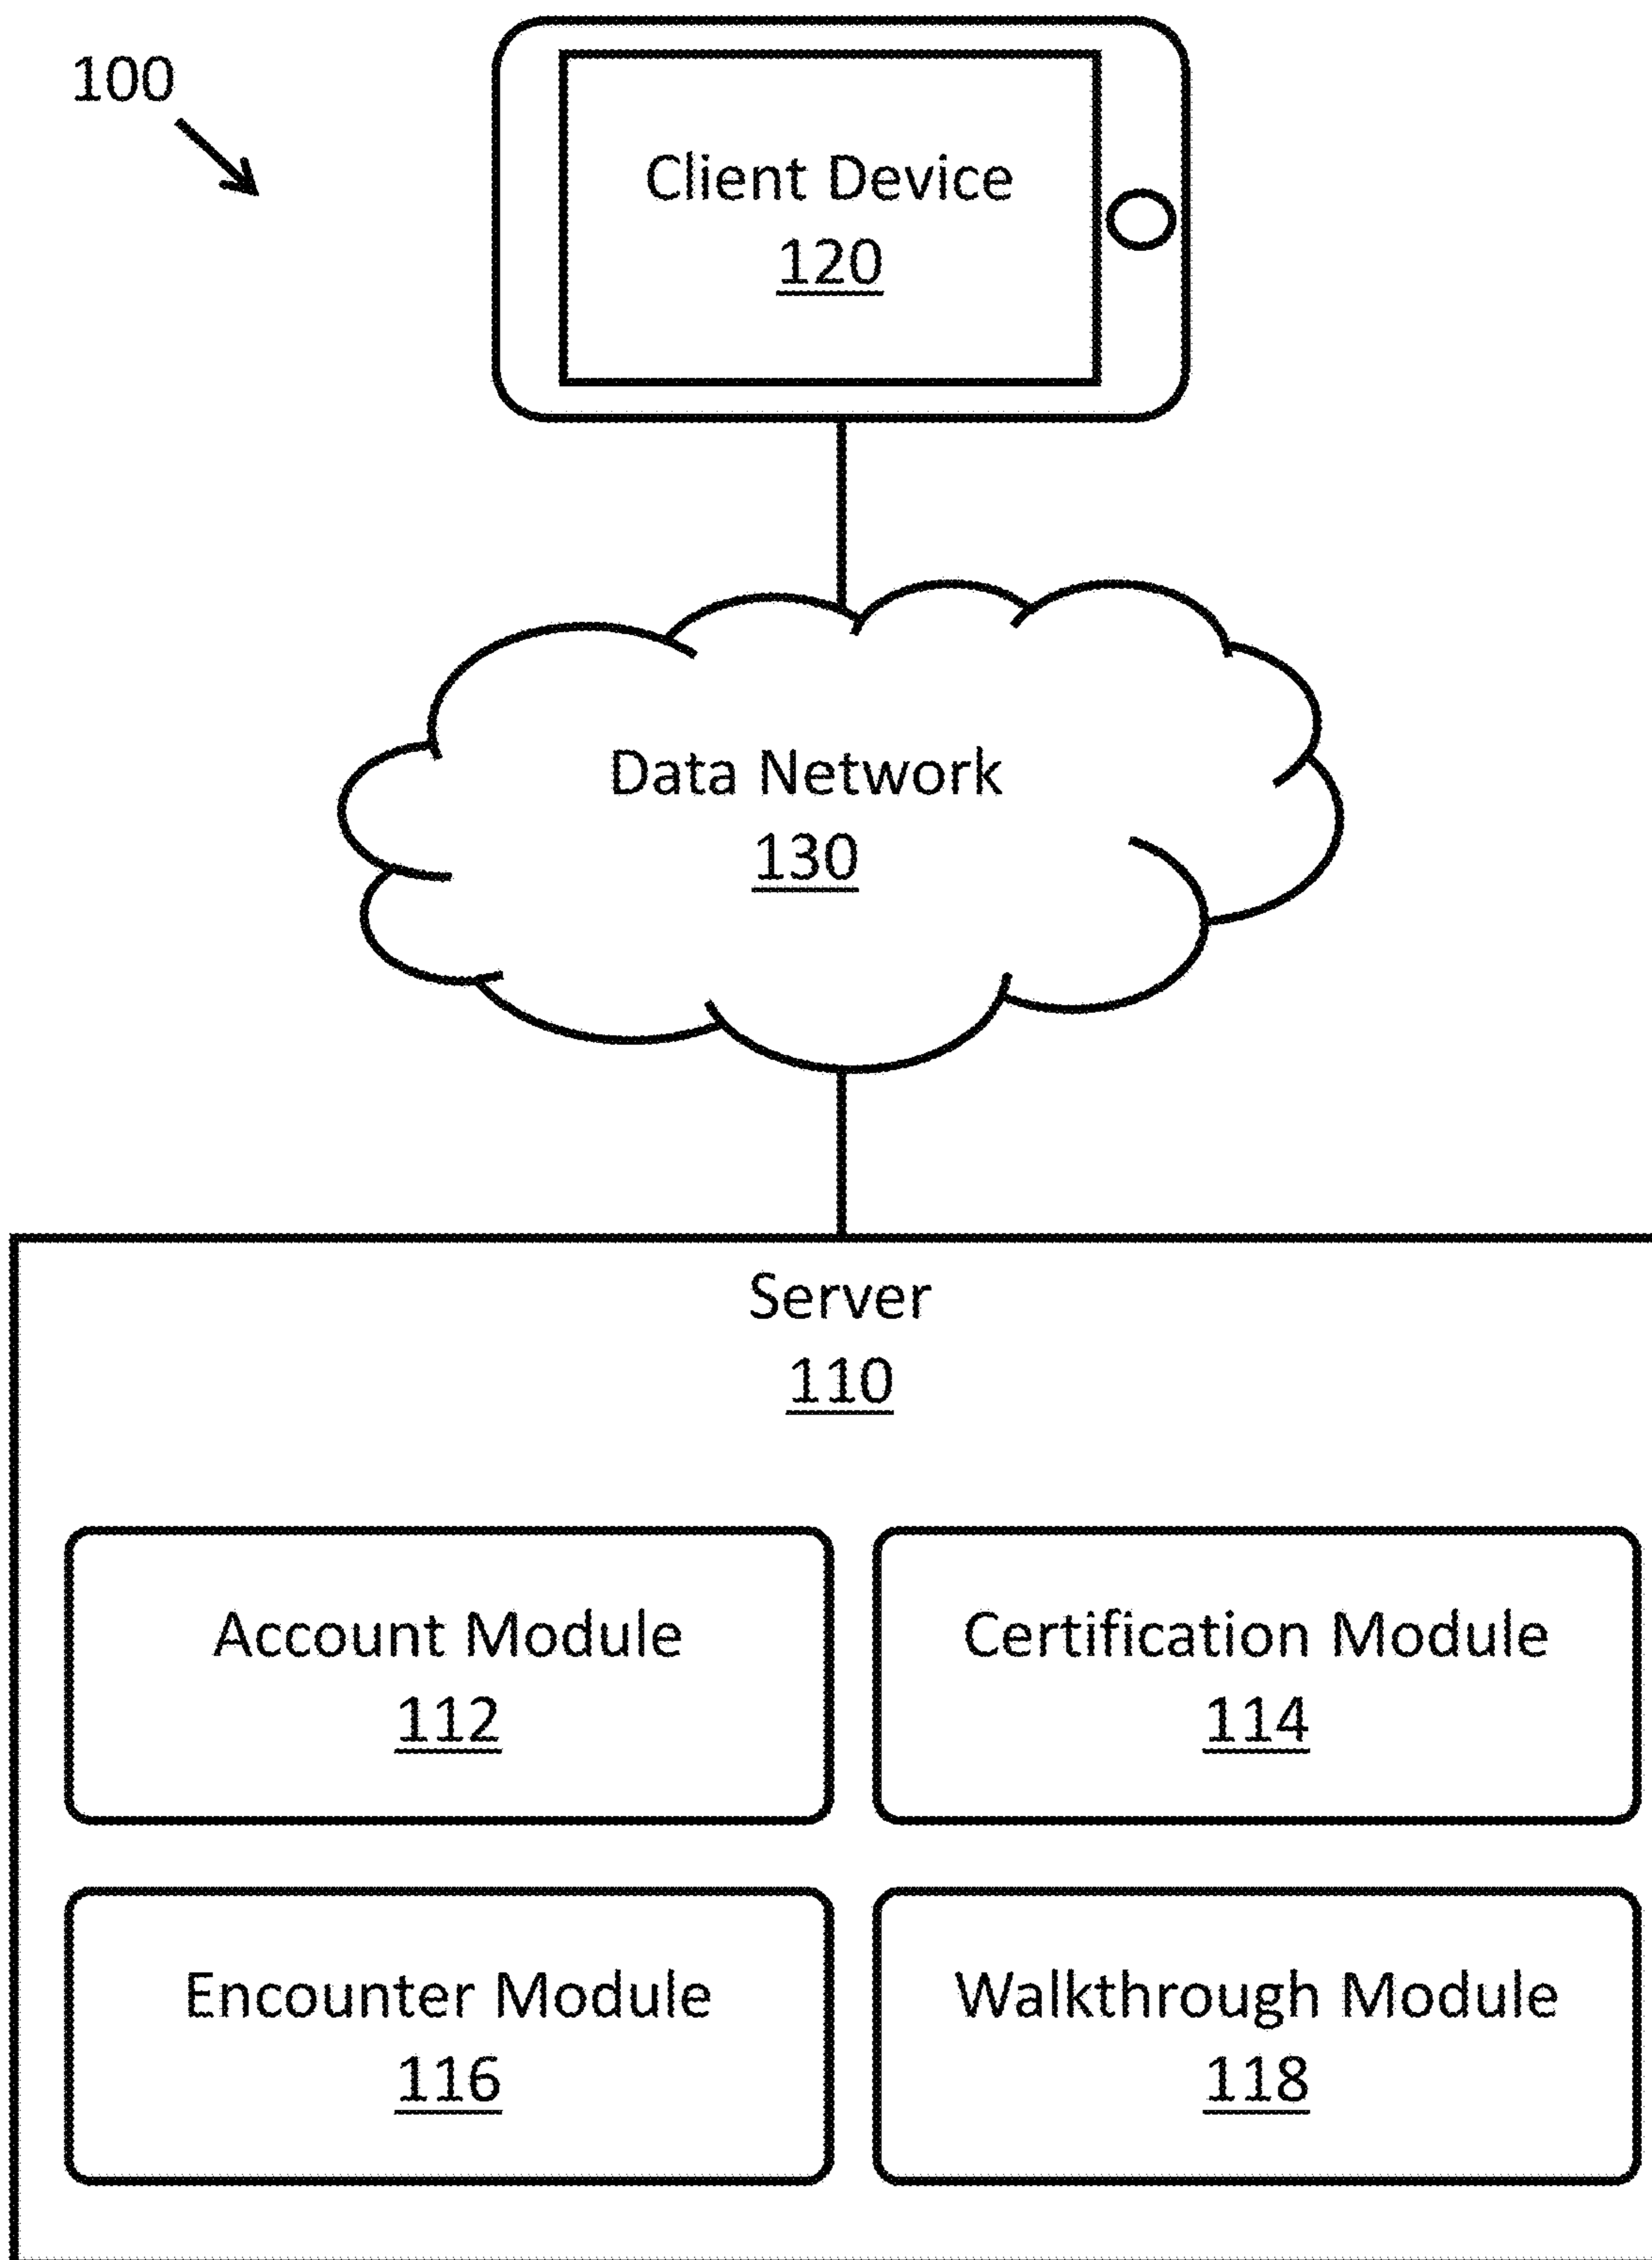 100
Client Device
120
Data Network
130
Server
110
Account Module
112
Certification Module
114
Encounter Module
116
Walkthrough Module
118